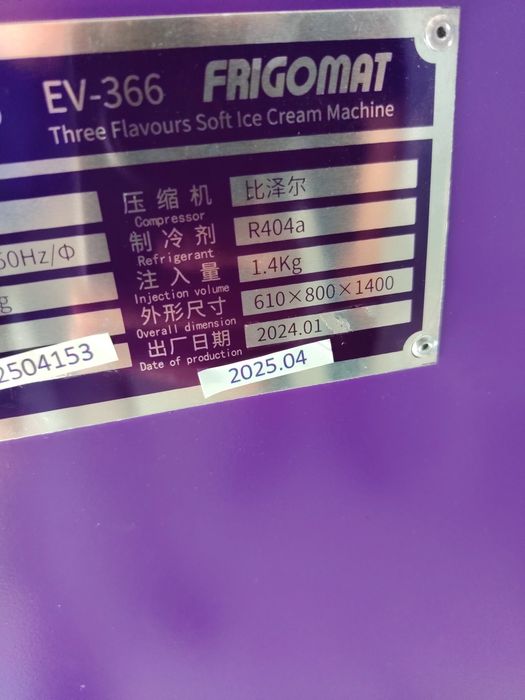 EV-366 FRIGOMAT
Three Flavours Soft Ice Cream Machine
压缩机 比泽尔
Compressor
制冷剂 R404a
Refrigerant
50Hz/Φ
注入量 1.4Kg
Injection volume
g
外形尺寸 610×800×1400
Overall dimension
出厂日期 2024.01
Date of production
2504153
2025.04